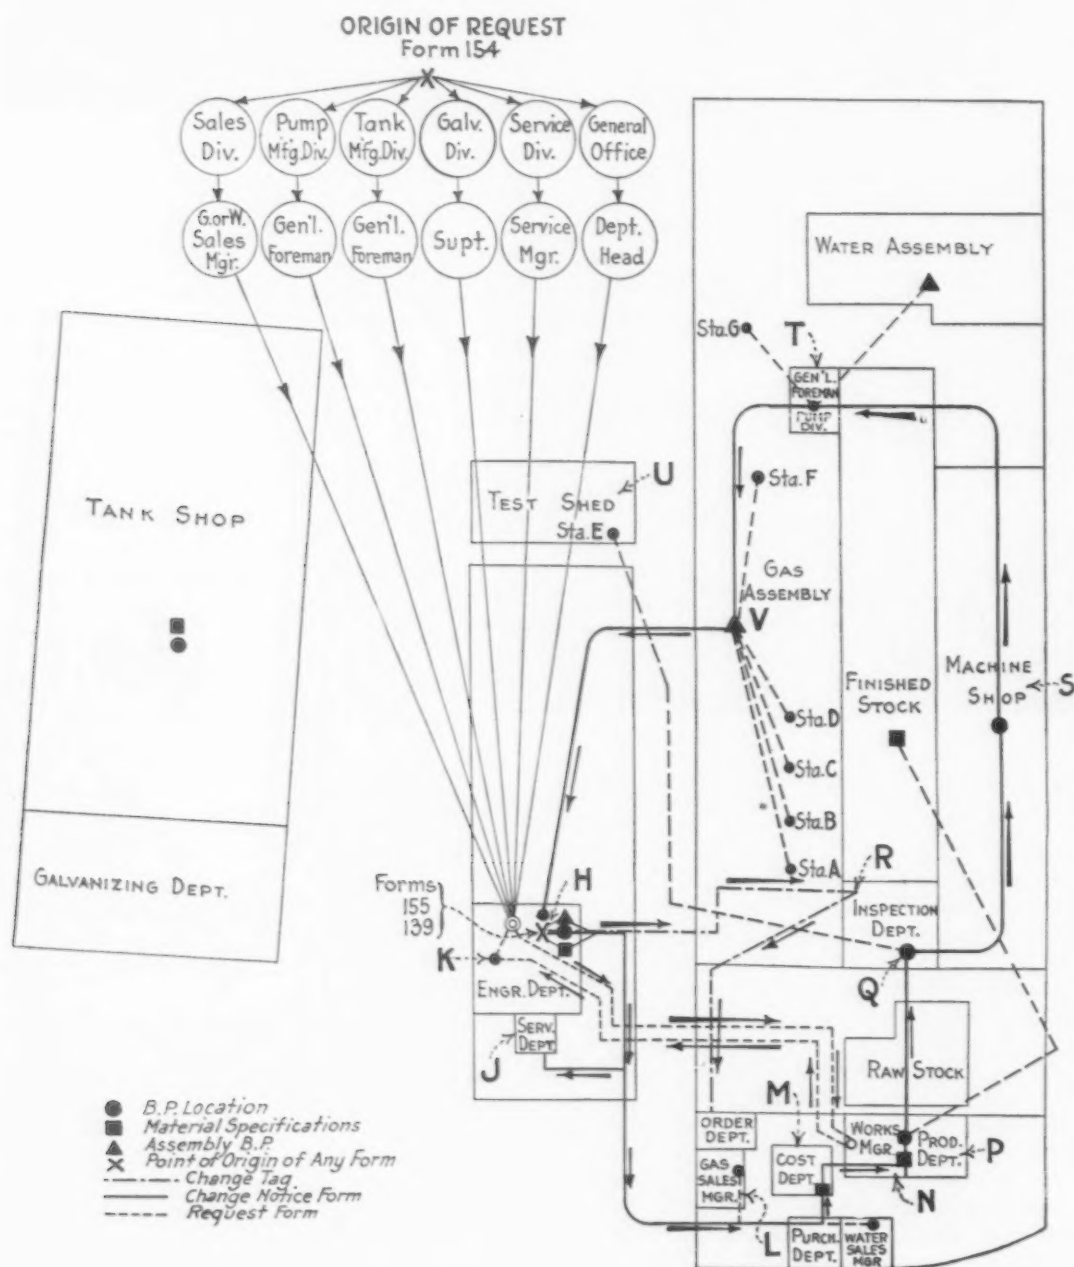 ORIGIN OF REQUEST
Form 154
X
Sales
Div.
Pump
Mfg.Div.
Tank
Mfg.Div.
Galv.
Div.
Service
Div.
General
Office
G.orW.
Sales
Mgr.
Gen'l.
Foreman
Gen'l.
Foreman
Supt.
Service
Mgr.
Dept.
Head
WATER ASSEMBLY
Sta.G
T
GEN'L.
FOREMAN
PUMP
DIV.
TANK SHOP
TEST SHED
U
Sta.E
Sta.F
GAS
ASSEMBLY
V
FINISHED
STOCK
MACHINE
SHOP
S
Sta.D
Sta.C
Sta.B
Sta.A
R
GALVANIZING DEPT.
Forms
155
139
H
X
K
ENGR.DEPT.
INSPECTION
DEPT.
Q
SERV.
DEPT.
J
RAW STOCK
M
ORDER
DEPT.
WORKS
MGR.
PROD.
DEPT.
P
COST
DEPT.
N
GAS
SALES
MGR.
L
PURCH.
DEPT.
WATER
SALES
MGR
B.P. Location
Material Specifications
Assembly B.P.
X Point of Origin of Any Form
Change Tag
Change Notice Form
Request Form